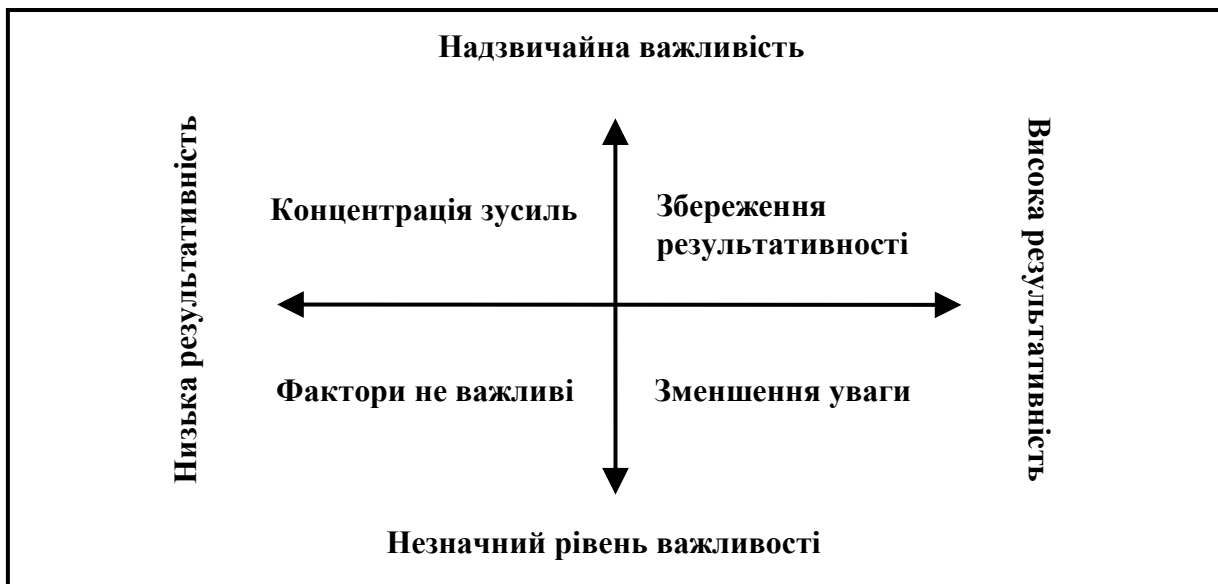 Надзвичайна важливість
Низька результативність
Висока результативність
Концентрація зусиль
Збереження
результативності
Фактори не важливі
Зменшення уваги
Незначний рівень важливості